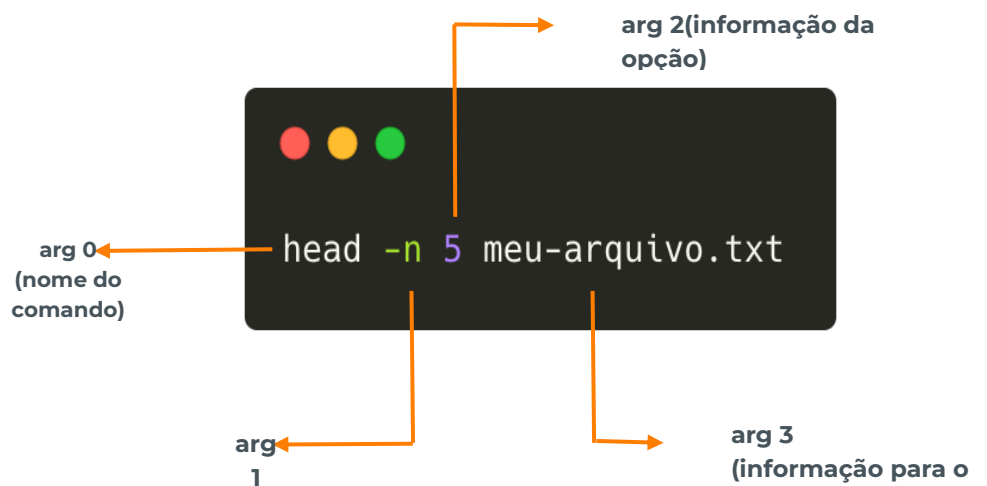 arg 2(informação da
opção)
head -n 5 meu-arquivo.txt
arg 0
(nome do
comando)
arg
1
arg 3
(informação para o